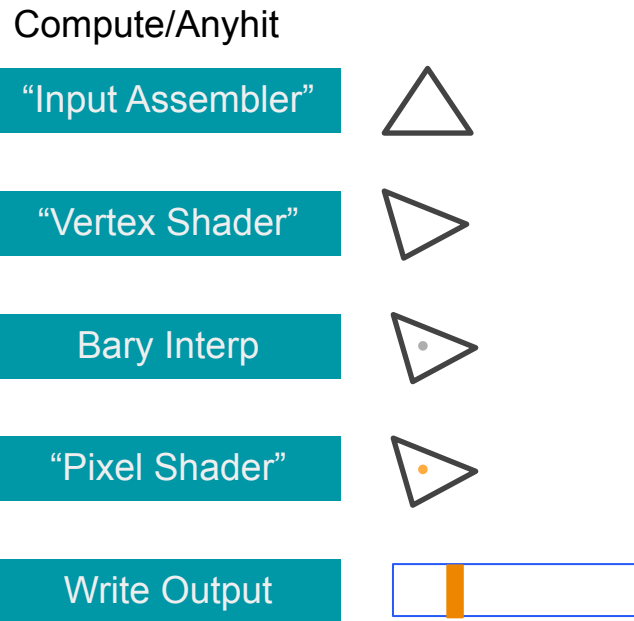 Compute/Anyhit
“Input Assembler”
“Vertex Shader”
Bary Interp
“Pixel Shader”
Write Output